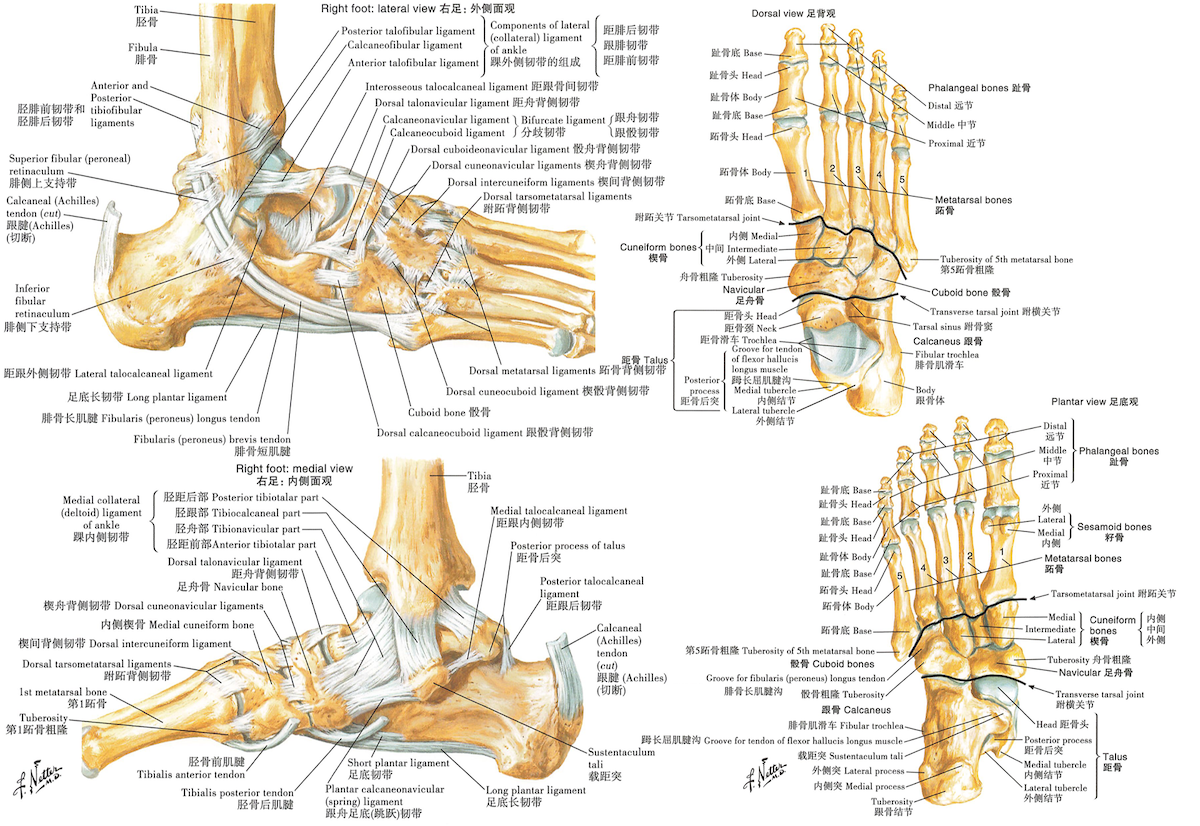 Right foot: lateral view 右足：外侧面观
Tibia
胫骨
Fibula
腓骨
Anterior and
Posterior
tibiofibular
ligaments
胫腓前韧带和
胫腓后韧带
Superior fibular (peroneal)
retinaculum
腓侧上支持带
Calcaneal (Achilles)
tendon (cut)
跟腱(Achilles)
(切断)
Inferior
fibular
retinaculum
腓侧下支持带
Posterior talofibular ligament
Calcaneofibular ligament
Anterior talofibular ligament
Components of lateral
(collateral) ligament
of ankle
踝外侧韧带的组成
距腓后韧带
跟腓韧带
距腓前韧带
Interosseous talocalcaneal ligament 距跟骨间韧带
Dorsal talonavicular ligament 距舟背侧韧带
Calcaneonavicular ligament
Calcaneocuboid ligament
Bifurcate ligament
分歧韧带
跟舟韧带
跟骰韧带
Dorsal cuboideonavicular ligament 骰舟背侧韧带
Dorsal cuneonavicular ligaments 楔舟背侧韧带
Dorsal intercuneiform ligaments 楔间背侧韧带
Dorsal tarsometatarsal ligaments
跗跖背侧韧带
距跟外侧韧带 Lateral talocalcaneal ligament
足底长韧带 Long plantar ligament
腓骨长肌腱 Fibularis (peroneus) longus tendon
Fibularis (peroneus) brevis tendon
腓骨短肌腱
Dorsal metatarsal ligaments 跖骨背侧韧带
Dorsal cuneocuboid ligament 楔骰背侧韧带
Cuboid bone 骰骨
Dorsal calcaneocuboid ligament 跟骰背侧韧带
Right foot: medial view
右足：内侧面观
Tibia
胫骨
Medial collateral
(deltoid) ligament
of ankle
踝内侧韧带
胫距后部 Posterior tibiotalar part
胫跟部 Tibiocalcaneal part
胫舟部 Tibionavicular part
胫距前部 Anterior tibiotalar part
Dorsal talonavicular ligament
距舟背侧韧带
足舟骨 Navicular bone
楔舟背侧韧带 Dorsal cuneonavicular ligaments
内侧楔骨 Medial cuneiform bone
楔间背侧韧带 Dorsal intercuneiform ligament
Dorsal tarsometatarsal ligaments
跗跖背侧韧带
1st metatarsal bone
第1跖骨
Tuberosity
第1跖骨粗隆
Medial talocalcaneal ligament
距跟内侧韧带
Posterior process of talus
距骨后突
Posterior talocalcaneal
ligament
距跟后韧带
Calcaneal
(Achilles)
tendon
(cut)
跟腱 (Achilles)
(切断)
Sustentaculum
tali
载距突
胫骨前肌腱
Tibialis anterior tendon
Tibialis posterior tendon
胫骨后肌腱
Short plantar ligament
足底韧带
Plantar calcaneonavicular
(spring) ligament
跟舟足底(跳跃)韧带
Long plantar ligament
足底长韧带
F. Netter
M.D.
Dorsal view 足背观
趾骨底 Base
趾骨头 Head
趾骨体 Body
趾骨底 Base
跖骨头 Head
跖骨体 Body
跖骨底 Base
1
2
3
4
5
Phalangeal bones 趾骨
Distal 远节
Middle 中节
Proximal 近节
Metatarsal bones
跖骨
跗跖关节 Tarsometatarsal joint
Cuneiform bones
楔骨
内侧 Medial
中间 Intermediate
外侧 Lateral
舟骨粗隆 Tuberosity
Navicular
足舟骨
Tuberosity of 5th metatarsal bone
第5跖骨粗隆
Cuboid bone 骰骨
Transverse tarsal joint 跗横关节
Tarsal sinus 跗骨窦
Calcaneus 跟骨
Fibular trochlea
腓骨肌滑车
Body
跟骨体
距骨 Talus
距骨头 Head
距骨颈 Neck
距骨滑车 Trochlea
Posterior
process
距骨后突
Groove for tendon
of flexor hallucis
longus muscle
踇长屈肌腱沟
Medial tubercle
内侧结节
Lateral tubercle
外侧结节
Plantar view 足底观
Distal
远节
Middle
中节
Proximal
近节
Phalangeal bones
趾骨
趾骨底 Base
趾骨头 Head
趾骨底 Base
趾骨头 Head
趾骨体 Body
趾骨底 Base
跖骨头 Head
跖骨体 Body
跖骨底 Base
外侧
Lateral
Medial
内侧
Sesamoid bones
籽骨
Metatarsal bones
跖骨
5
4
3
2
1
Tarsometatarsal joint 跗跖关节
Medial
Intermediate
Lateral
Cuneiform
bones
楔骨
内侧
中间
外侧
第5跖骨粗隆 Tuberosity of 5th metatarsal bone
骰骨 Cuboid bones
Groove for fibularis (peroneus) longus tendon
腓骨长肌腱沟
骰骨粗隆 Tuberosity
跟骨 Calcaneus
腓骨肌滑车 Fibular trochlea
踇长屈肌腱沟 Groove for tendon of flexor hallucis longus muscle
载距突 Sustentaculum tali
外侧突 Lateral process
内侧突 Medial process
Tuberosity
跟骨结节
Tuberosity 舟骨粗隆
Navicular 足舟骨
Transverse tarsal joint
跗横关节
Head 距骨头
Posterior process
距骨后突
Medial tubercle
内侧结节
Lateral tubercle
外侧结节
Talus
距骨
F. Netter
M.D.